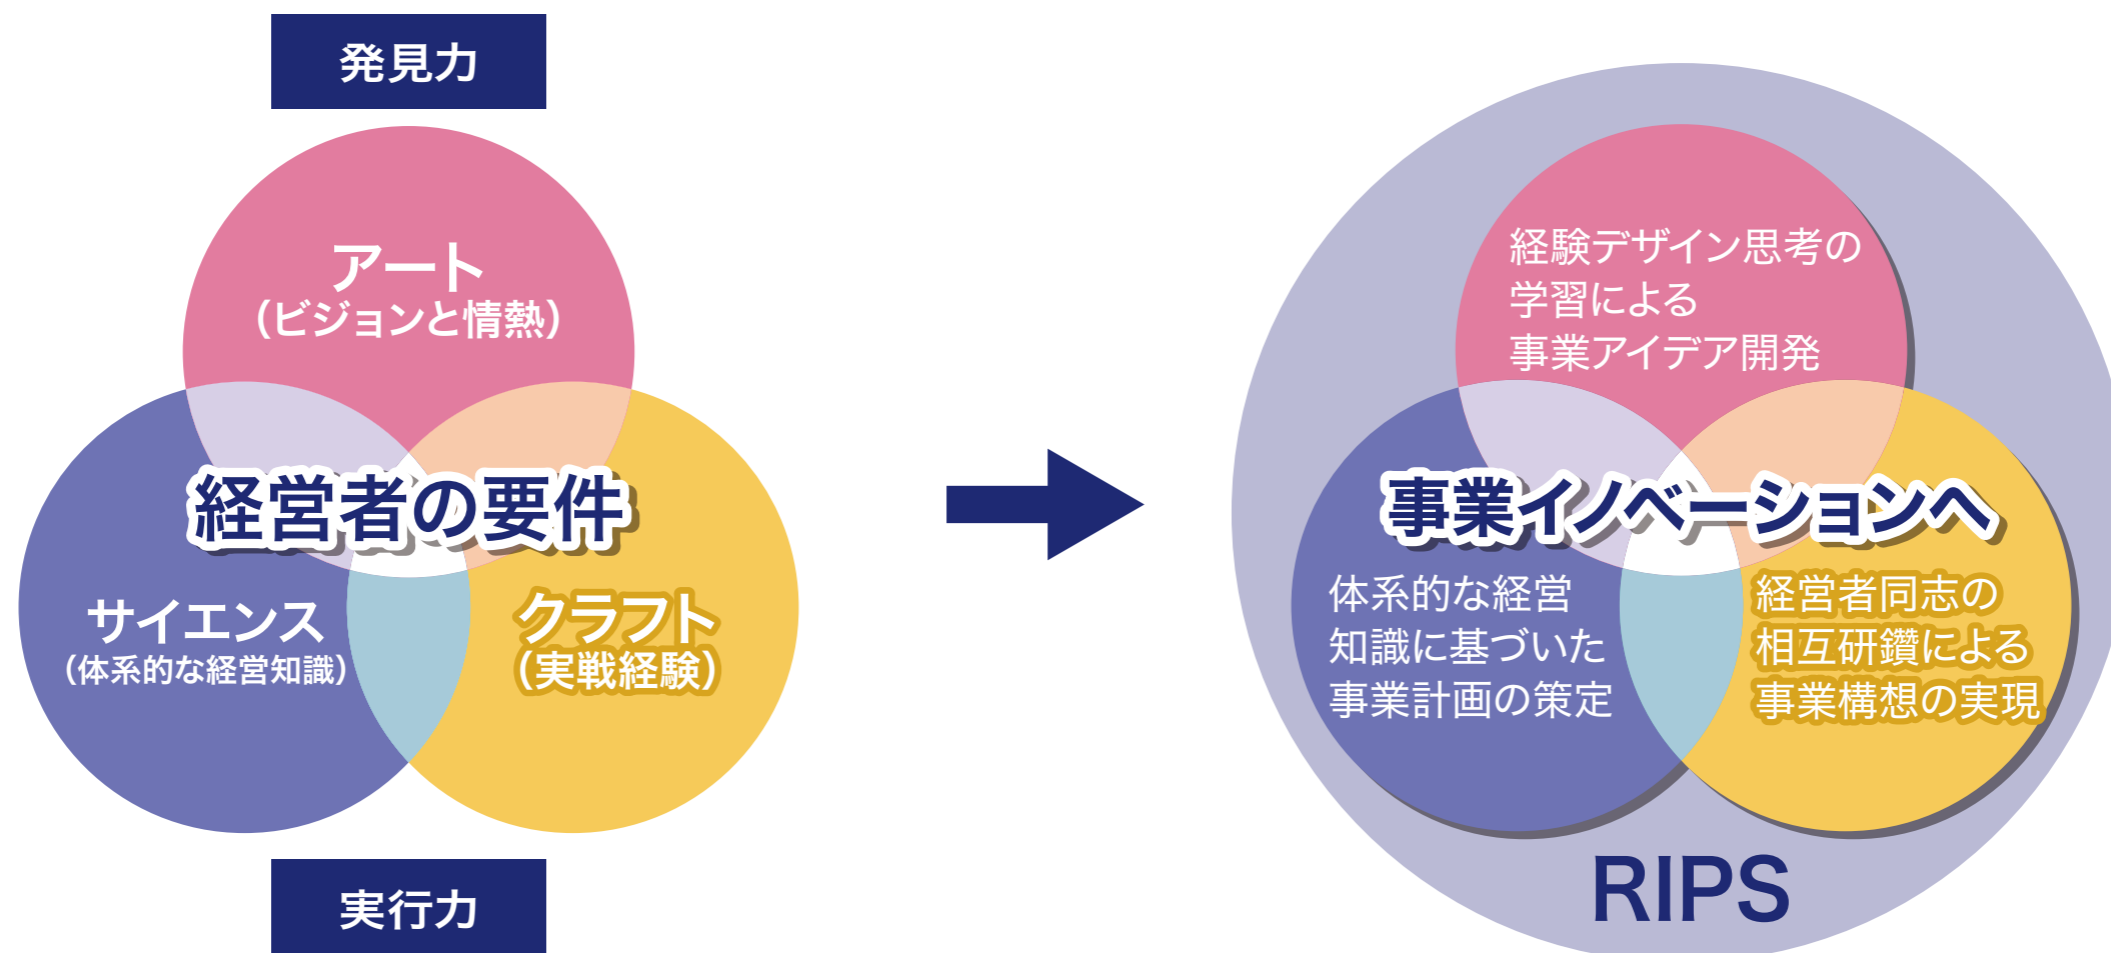 発見力
アート
（ビジョンと情熱）
経営者の要件
サイエンス
（体系的な経営知識）
クラフト
（実戦経験）
実行力
経験デザイン思考の
学習による
事業アイデア開発
事業イノベーションへ
体系的な経営
知識に基づいた
事業計画の策定
経営者同志の
相互研鑽による
事業構想の実現
RIPS